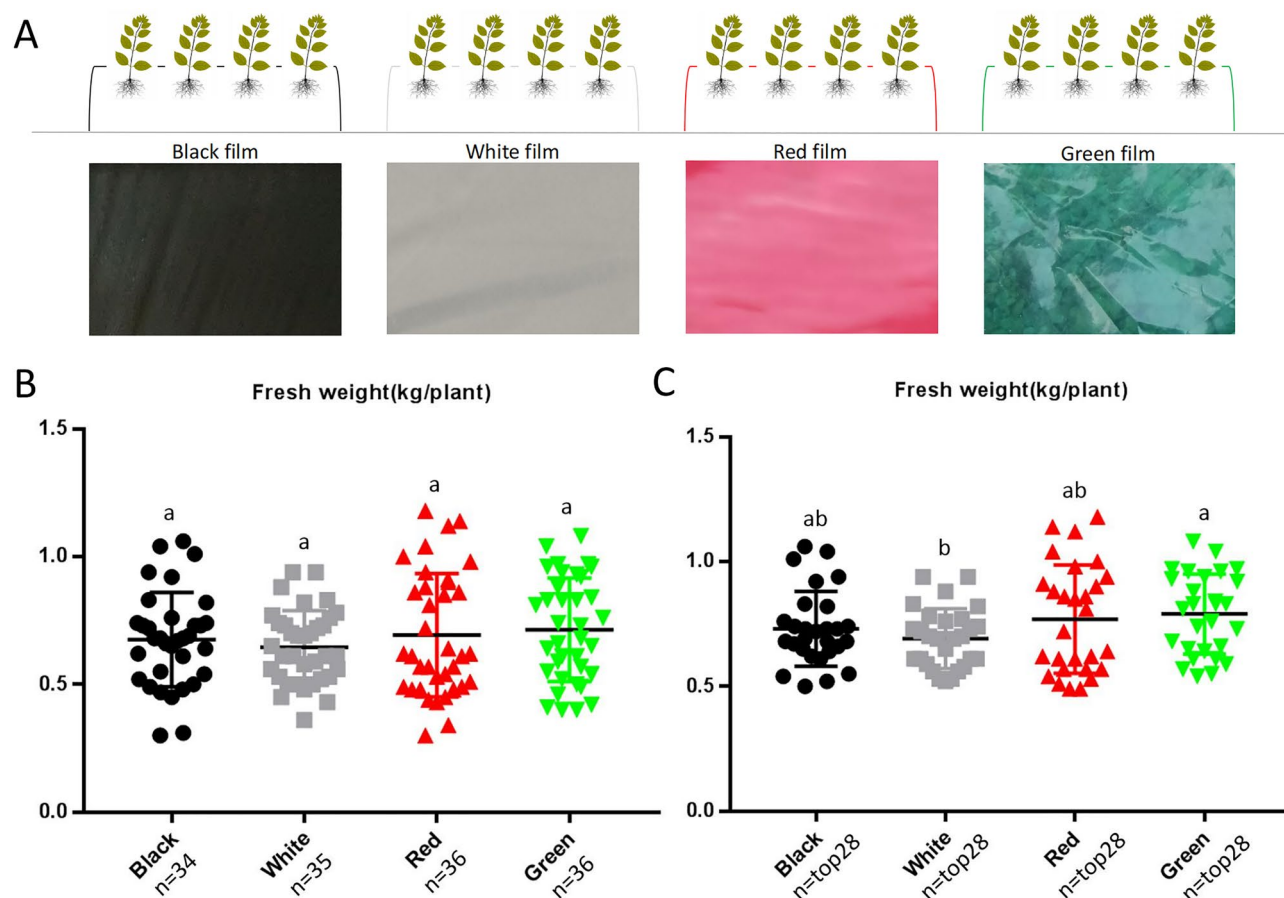 A
Black film
White film
Red film
Green film
B
Fresh weight(kg/plant)
1.5
1.0
0.5
0.0
a
a
a
a
Black
n=34
White
n=35
Red
n=36
Green
n=36
C
Fresh weight(kg/plant)
1.5
1.0
0.5
0.0
ab
b
ab
a
Black
n=top28
White
n=top28
Red
n=top28
Green
n=top28